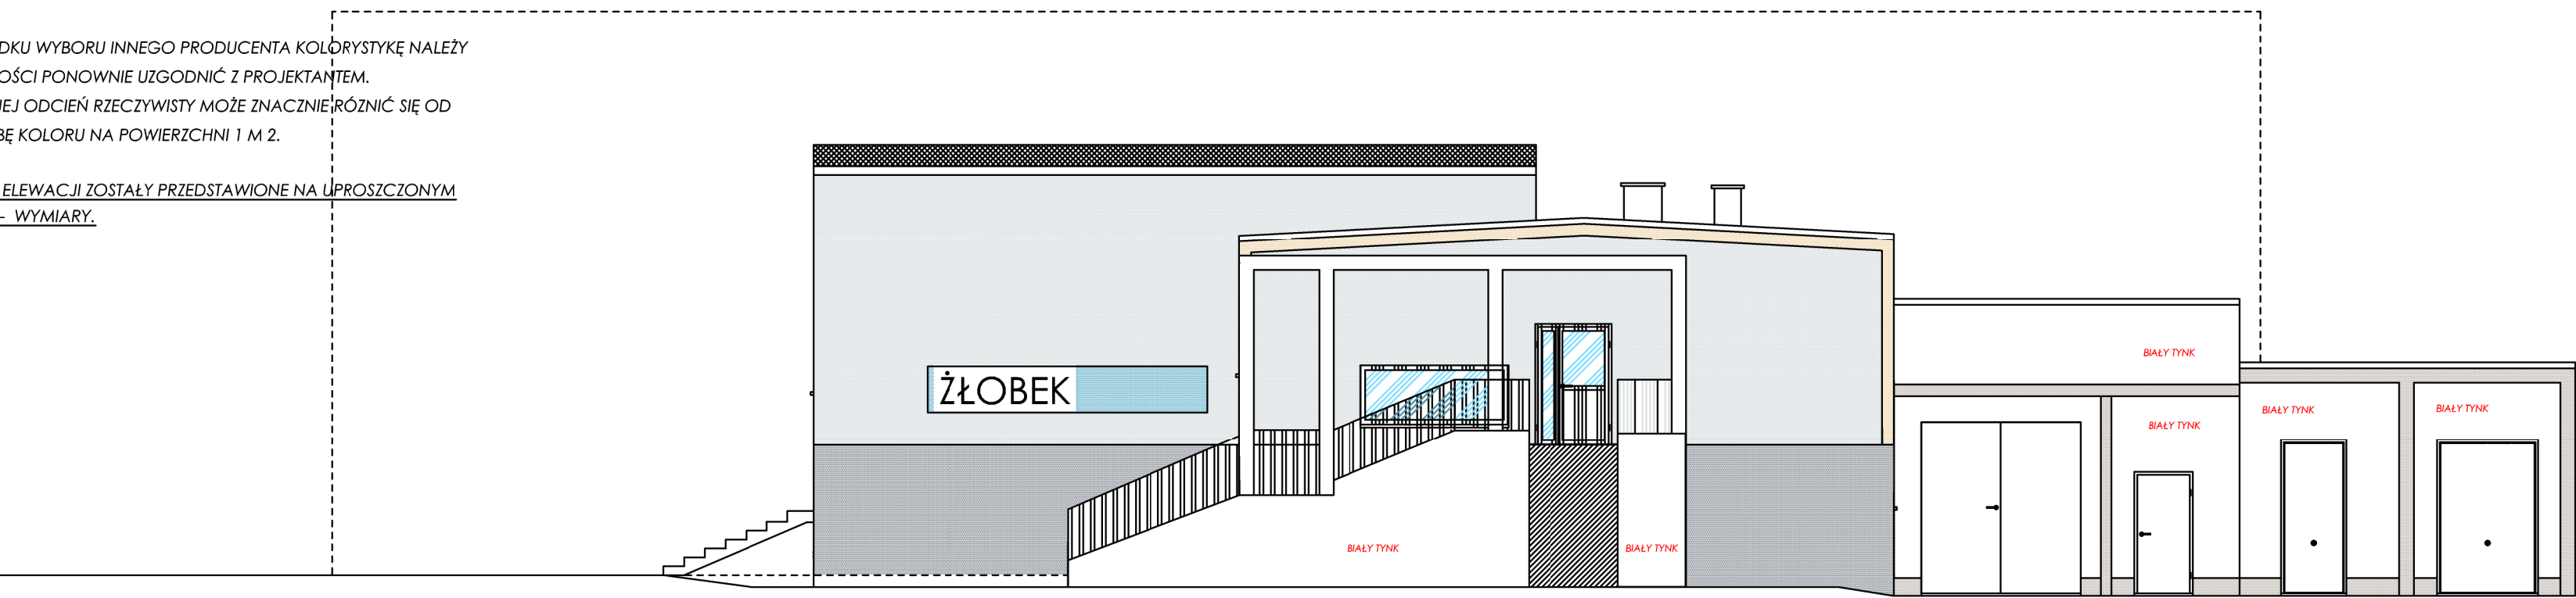 DKU WYBORU INNEGO PRODUCENTA KOLORYSTYKĘ NALEŻY
OŚCI PONOWNIE UZGODNIĆ Z PROJEKTANTEM.
EJ ODCIEŃ RZECZYWISTY MOŻE ZNACZNIE RÓZNIĆ SIĘ OD
BĘ KOLORU NA POWIERZCHNI 1 M 2.
ELEWACJI ZOSTAŁY PRZEDSTAWIONE NA UPROSZCZONYM
- WYMIARY.
ŻŁOBEK
BIAŁY TYNK
BIAŁY TYNK
BIAŁY TYNK
BIAŁY TYNK
BIAŁY TYNK
BIAŁY TYNK